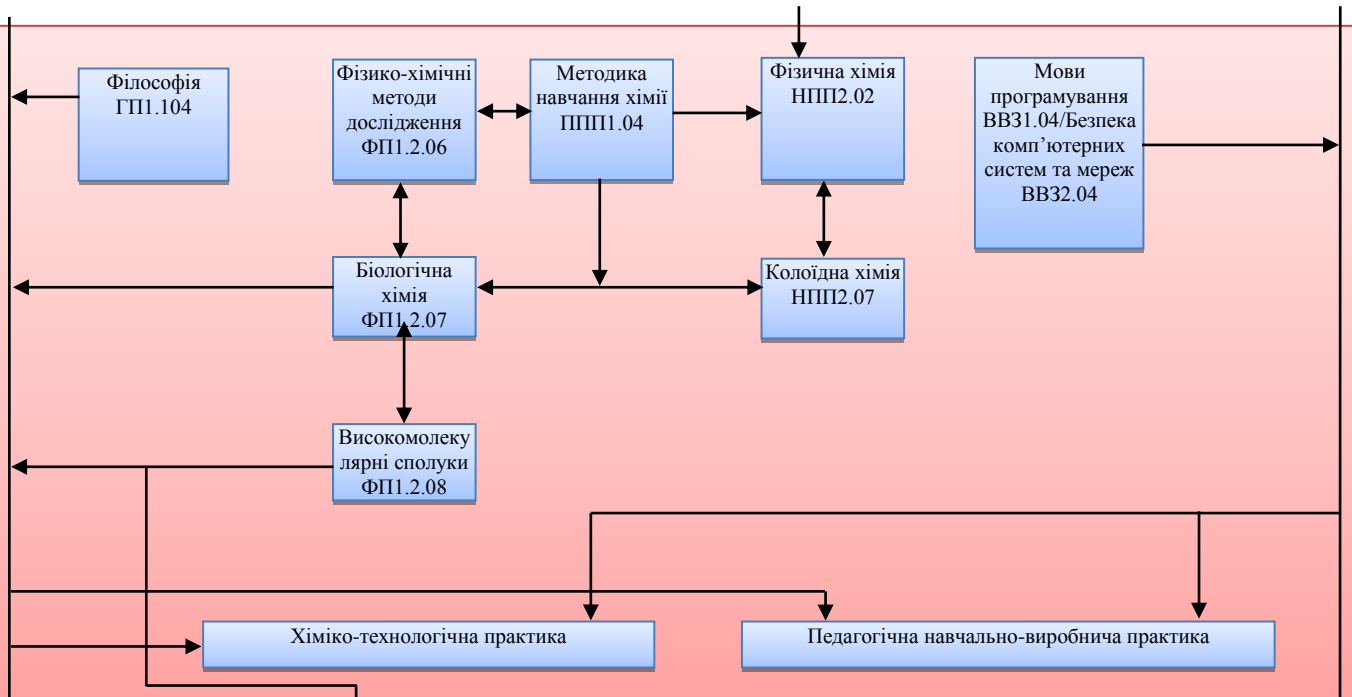 Філософія
ГП1.104
Фізико-хімічні
методи
дослідження
ФП1.2.06
Методика
навчання хімії
ППП1.04
Фізична хімія
НПП2.02
Мови
програмування
ВВ31.04/Безпека
комп’ютерних
систем та мереж
ВВ32.04
Біологічна
хімія
ФП1.2.07
Колоїдна хімія
НПП2.07
Високомолеку
лярні сполуки
ФП1.2.08
Хіміко-технологічна практика
Педагогічна навчально-виробнича практика